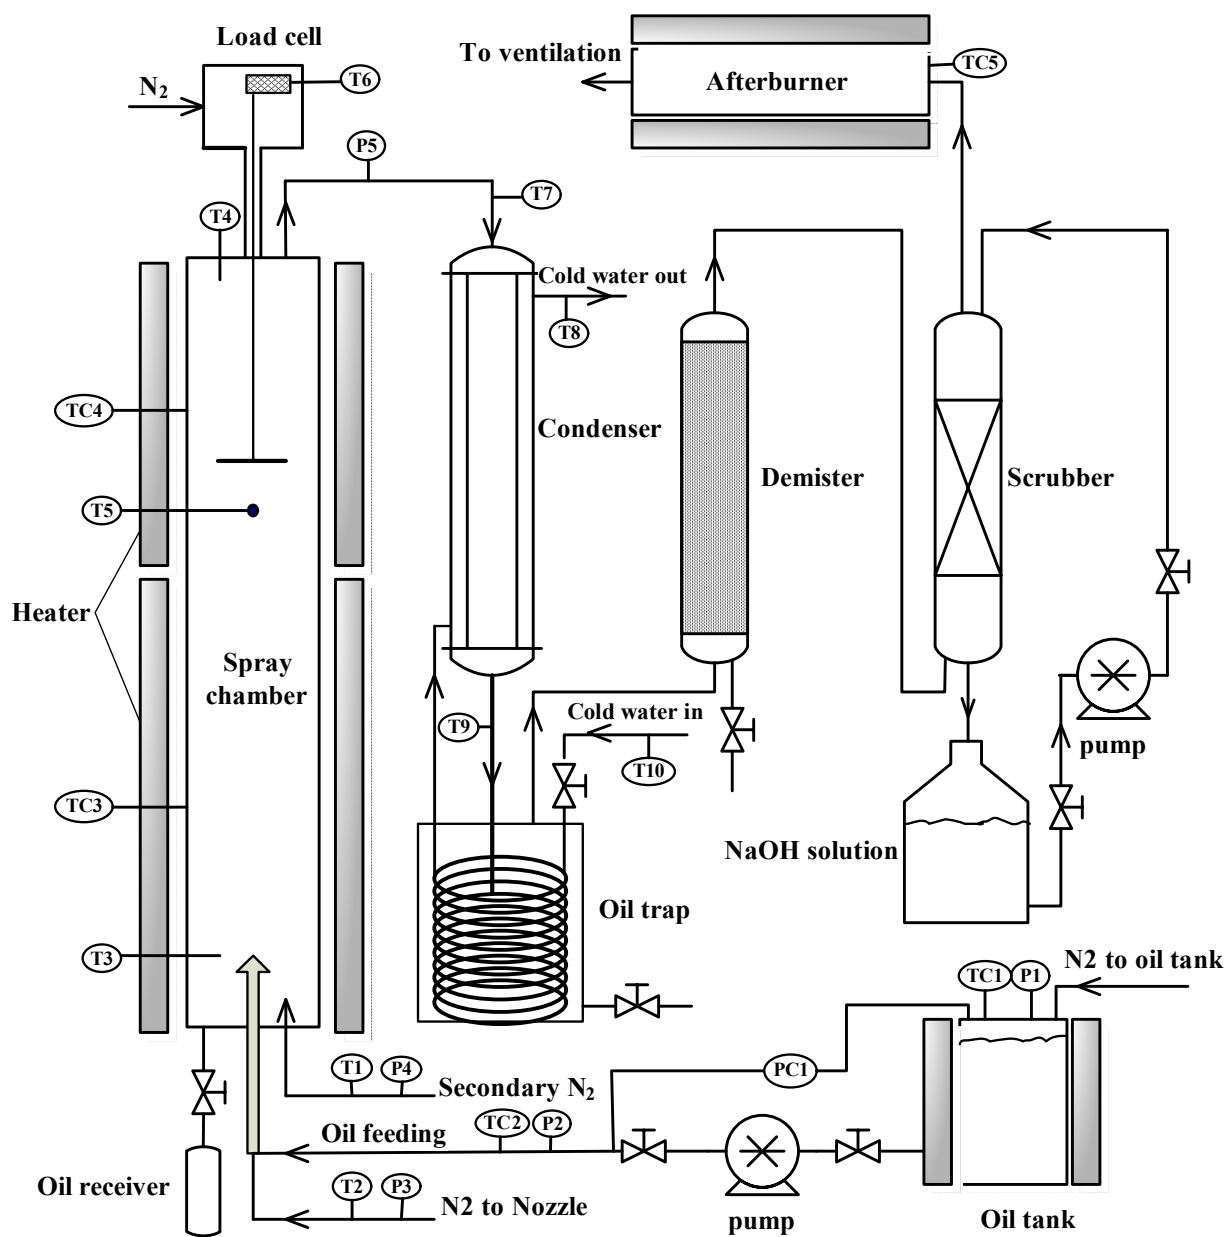 Load cell
To ventilation
Afterburner
TC5
T6
N2
P5
T7
T4
Cold water out
T8
TC4
Condenser
Demister
Scrubber
T5
Heater
Spray
chamber
T9
Cold water in
T10
pump
TC3
NaOH solution
Oil trap
T3
TC1
P1
N2 to oil tank
T1
P4
PC1
Secondary N2
Oil feeding
TC2
P2
Oil receiver
T2
P3
N2 to Nozzle
pump
Oil tank